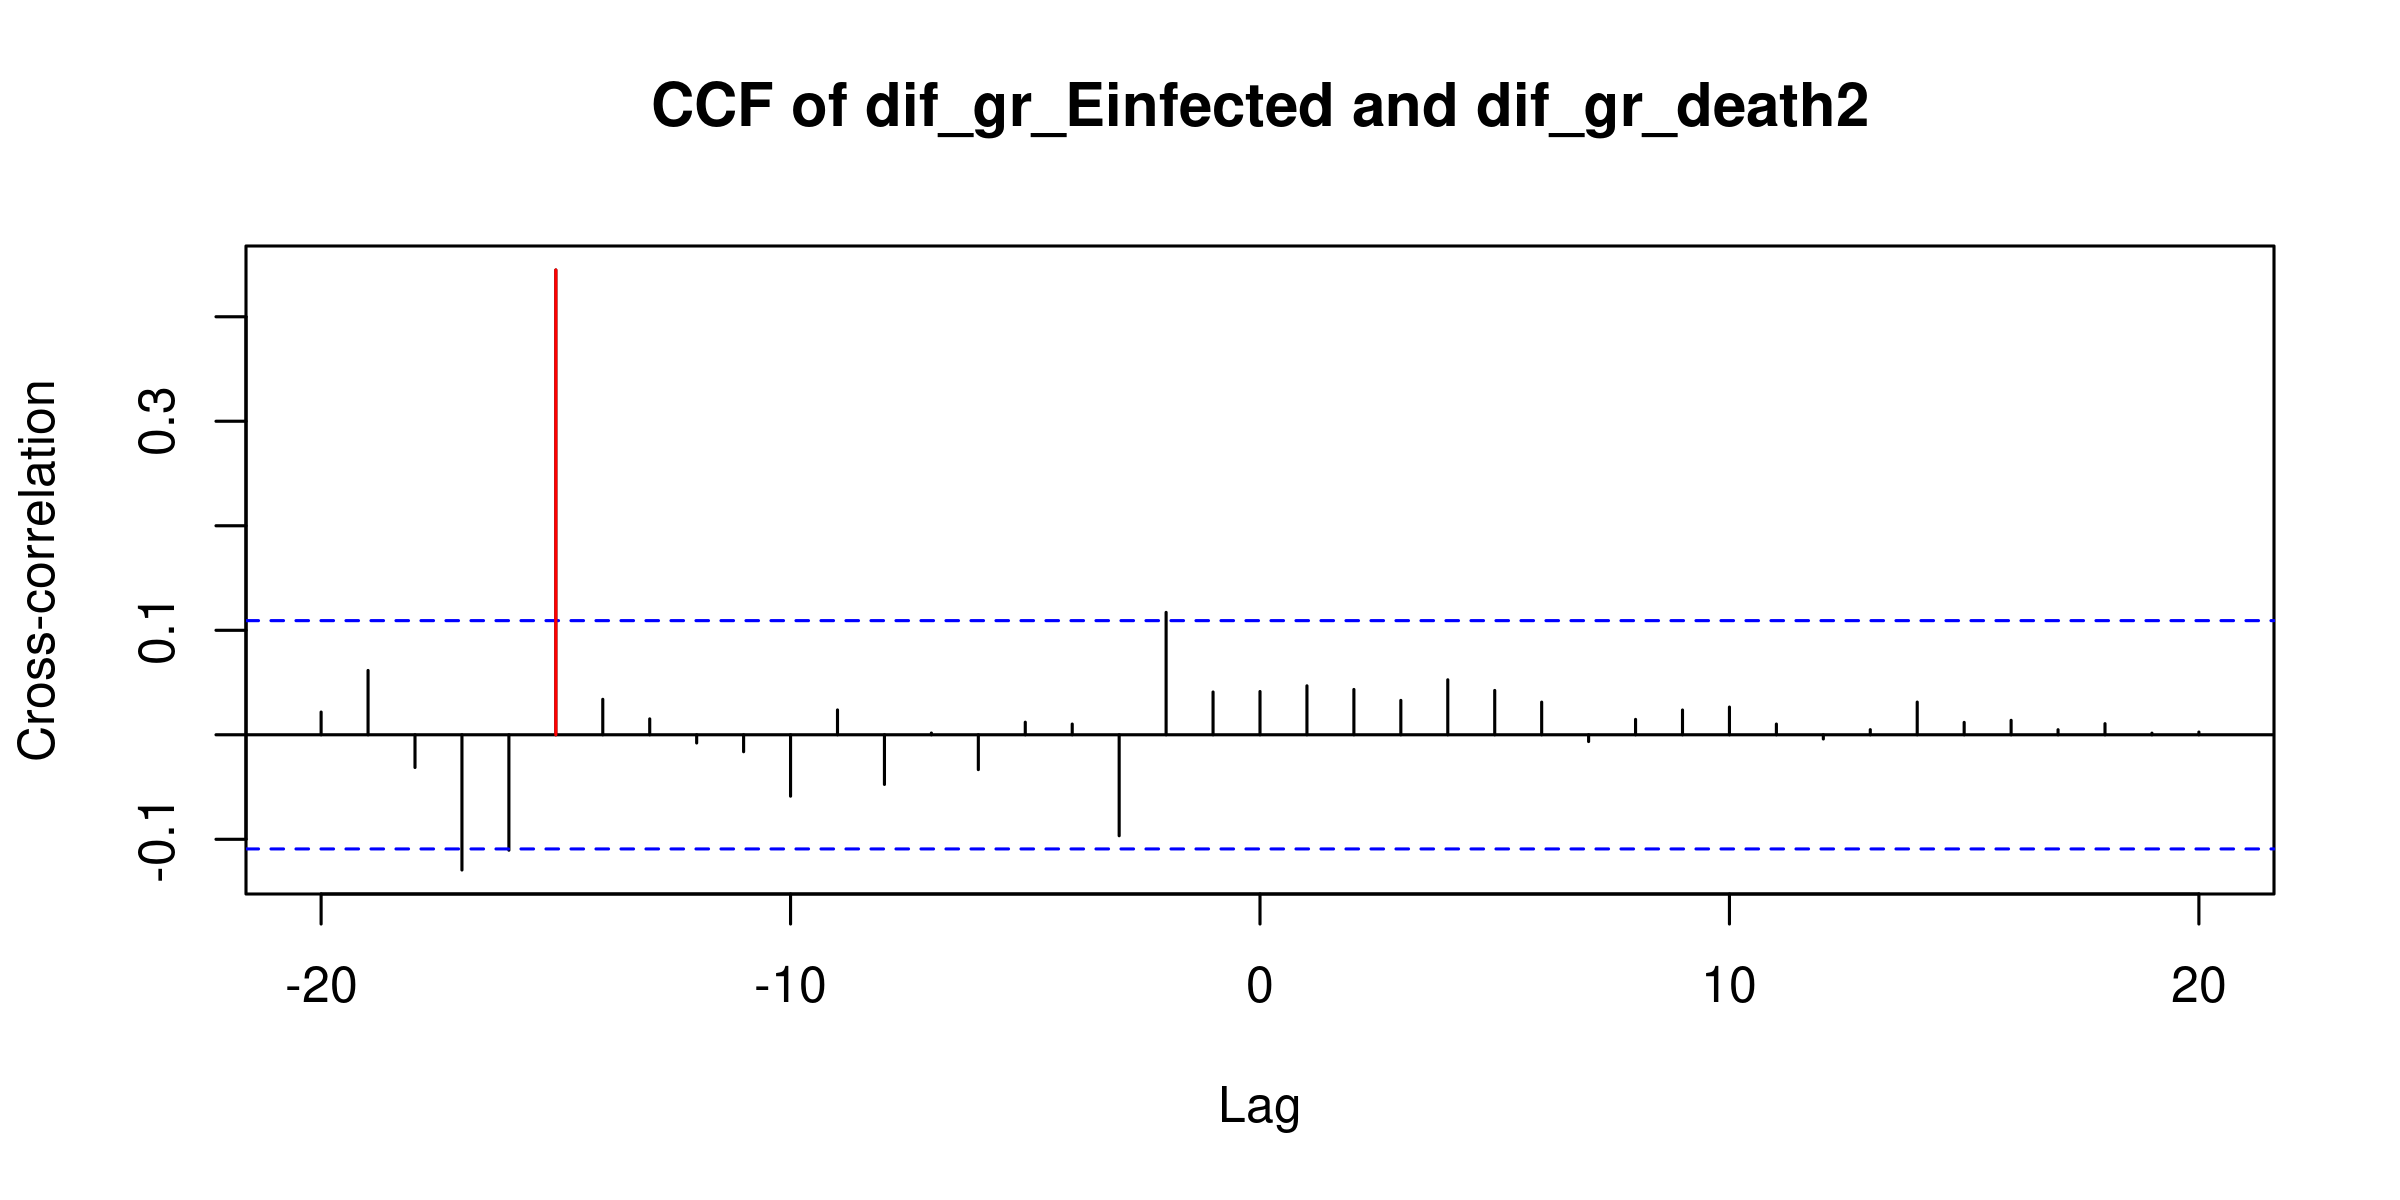 CCF of dif_gr_Einfected and dif_gr_death2
Cross-correlation
0.3
0.1
-0.1
-20 -10 0 10 20
Lag